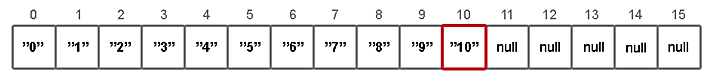 0 1 2 3 4 5 6 7 8 9 10 11 12 13 14 15
”0” ”1” ”2” ”3” ”4” ”5” ”6” ”7” ”8” ”9” ”10” null null null null null